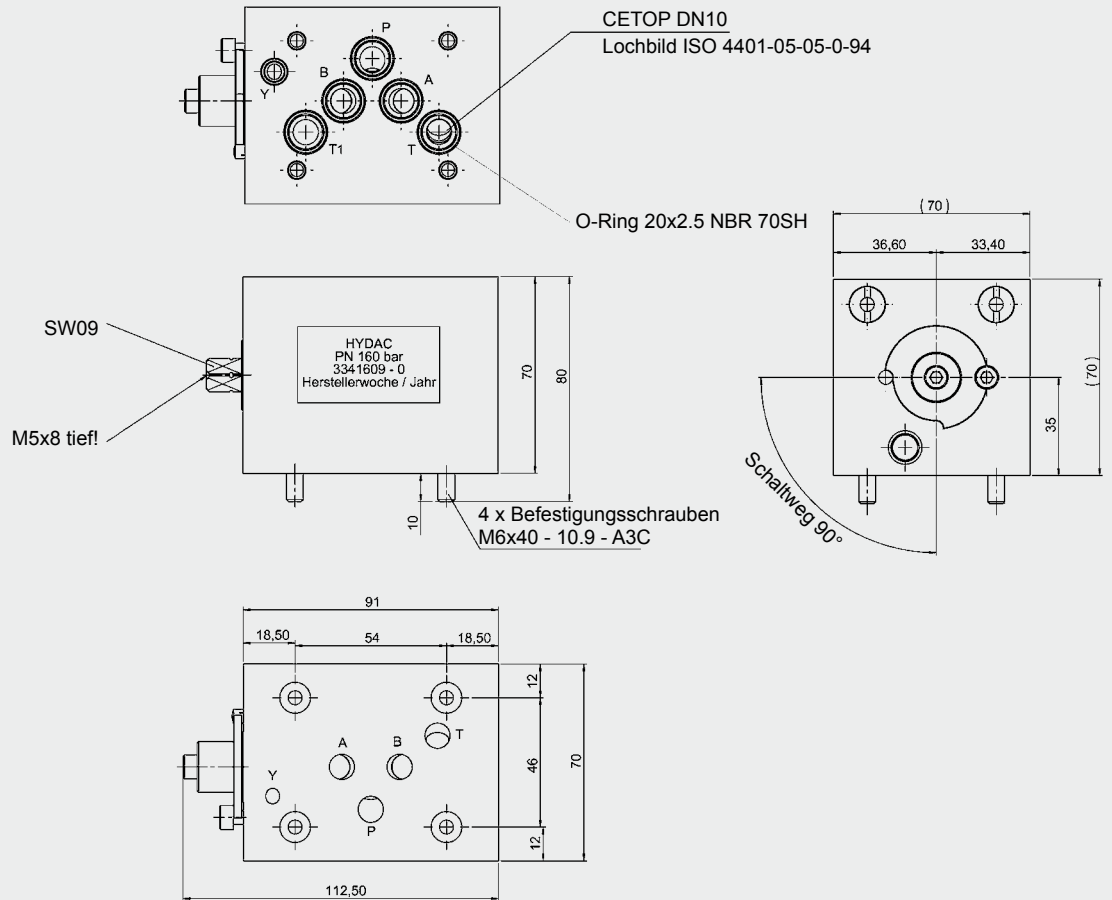 CETOP DN10
Lochbild ISO 4401-05-05-0-94
P
B
A
Y
T1
T
O-Ring 20x2.5 NBR 70SH
( 70 )
36,60
33,40
SW09
HYDAC
PN 160 bar
3341609 - 0
Herstellerwoche / Jahr
70
80
( 70 )
35
M5x8 tief!
10
4 x Befestigungsschrauben
M6x40 - 10.9 - A3C
Schaltweg 90°
91
18,50
54
18,50
12
T
A
B
46
70
Y
P
12
112,50